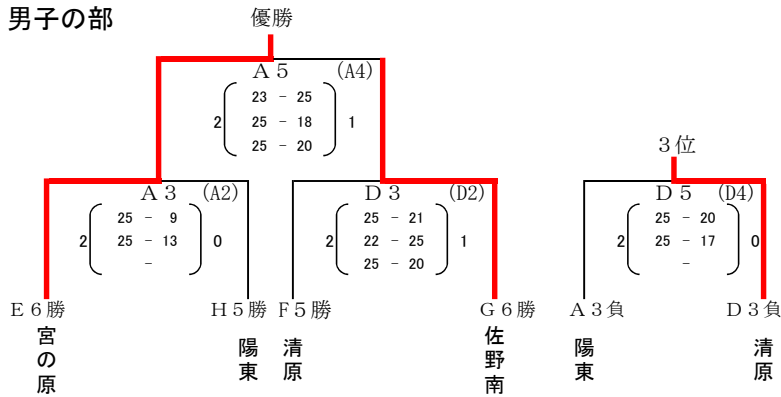 男子の部
優勝
A5 (A4)
23 - 25
2 25 - 18 1
25 - 20
3位
A3 (A2)
25 - 9
2 25 - 13 0
-
D3 (D2)
25 - 21
2 22 - 25 1
25 - 20
D5 (D4)
25 - 20
2 25 - 17 0
-
E6勝 H5勝 F5勝 G6勝 A3負 D3負
宮の原
陽東
清原
佐野南
陽東
清原